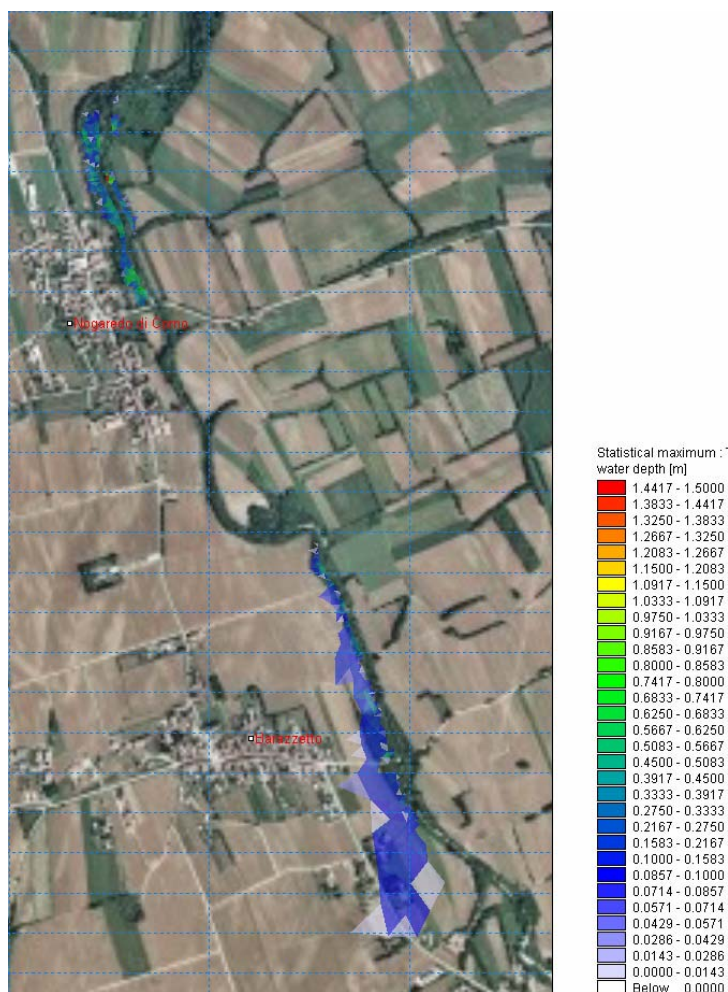 Nogaredo di Corno
Barazzetto
Statistical maximum : T
water depth [m]
1.4417 - 1.5000
1.3833 - 1.4417
1.3250 - 1.3833
1.2667 - 1.3250
1.2083 - 1.2667
1.1500 - 1.2083
1.0917 - 1.1500
1.0333 - 1.0917
0.9750 - 1.0333
0.9167 - 0.9750
0.8583 - 0.9167
0.8000 - 0.8583
0.7417 - 0.8000
0.6833 - 0.7417
0.6250 - 0.6833
0.5667 - 0.6250
0.5083 - 0.5667
0.4500 - 0.5083
0.3917 - 0.4500
0.3333 - 0.3917
0.2750 - 0.3333
0.2167 - 0.2750
0.1583 - 0.2167
0.1000 - 0.1583
0.0857 - 0.1000
0.0714 - 0.0857
0.0571 - 0.0714
0.0429 - 0.0571
0.0286 - 0.0429
0.0143 - 0.0286
0.0000 - 0.0143
Below 0.0000